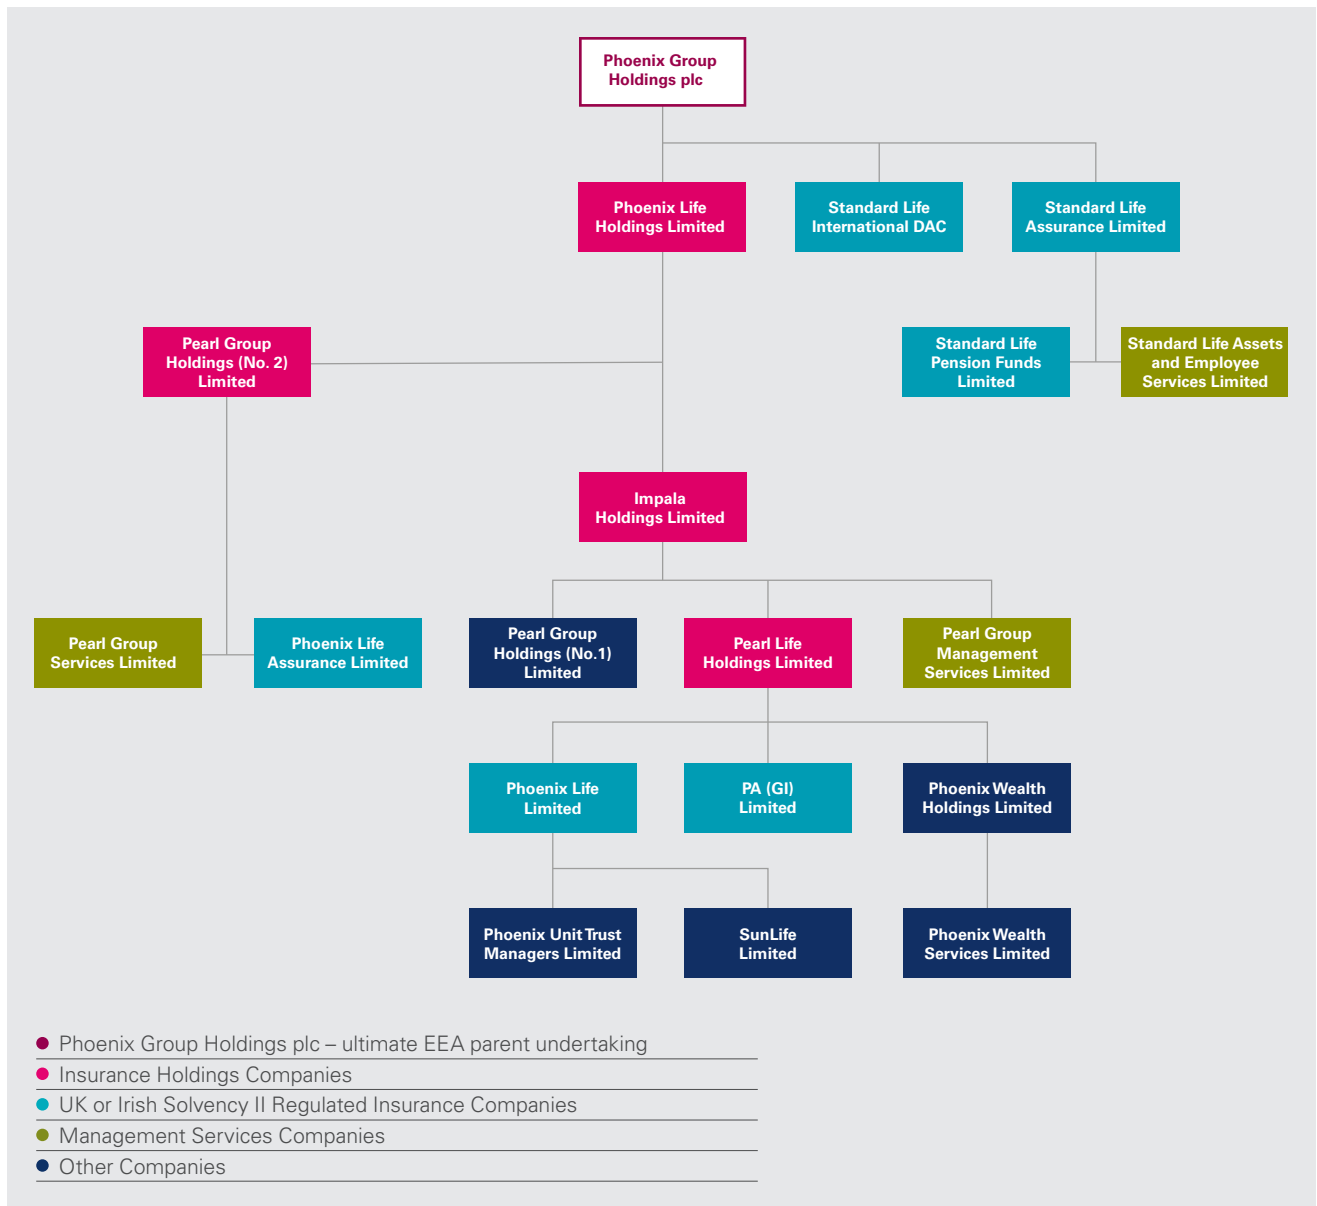 Phoenix Group
Holdings plc
Phoenix Life
Holdings Limited
Standard Life
International DAC
Standard Life
Assurance Limited
Pearl Group
Holdings (No. 2)
Limited
Standard Life
Pension Funds
Limited
Standard Life Assets
and Employee
Services Limited
Impala
Holdings Limited
Pearl Group
Services Limited
Phoenix Life
Assurance Limited
Pearl Group
Holdings (No.1)
Limited
Pearl Life
Holdings Limited
Pearl Group
Management
Services Limited
Phoenix Life
Limited
PA (GI)
Limited
Phoenix Wealth
Holdings Limited
Phoenix Unit Trust
Managers Limited
SunLife
Limited
Phoenix Wealth
Services Limited
Phoenix Group Holdings plc – ultimate EEA parent undertaking
Insurance Holdings Companies
UK or Irish Solvency II Regulated Insurance Companies
Management Services Companies
Other Companies